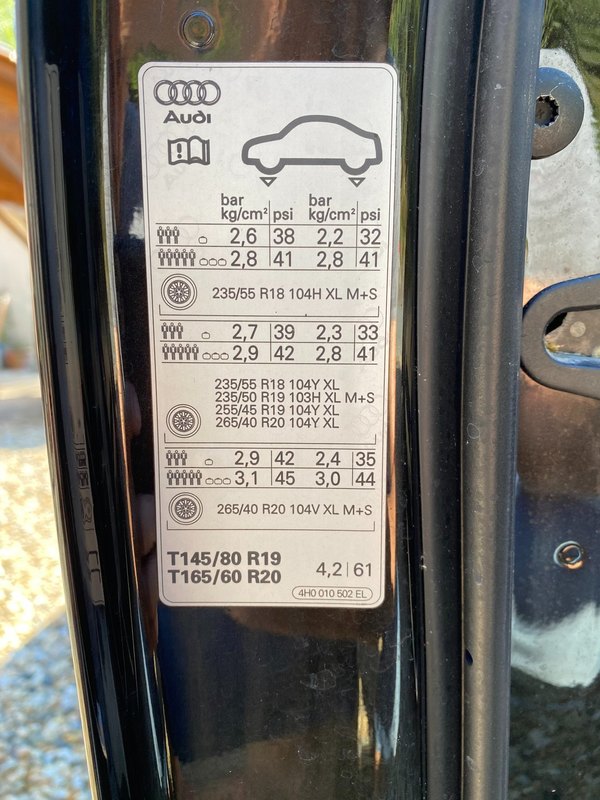 Audi
bar psi bar psi
kg/cm² kg/cm²
2,6 38 2,2 32
2,8 41 2,8 41
235/55 R18 104H XL M+S
2,7 39 2,3 33
2,9 42 2,8 41
235/55 R18 104Y XL
235/50 R19 103H XL M+S
255/45 R19 104Y XL
265/40 R20 104Y XL
2,9 42 2,4 35
3,1 45 3,0 44
265/40 R20 104V XL M+S
T145/80 R19
T165/60 R20
4,2 | 61
4H0 010 502 EL